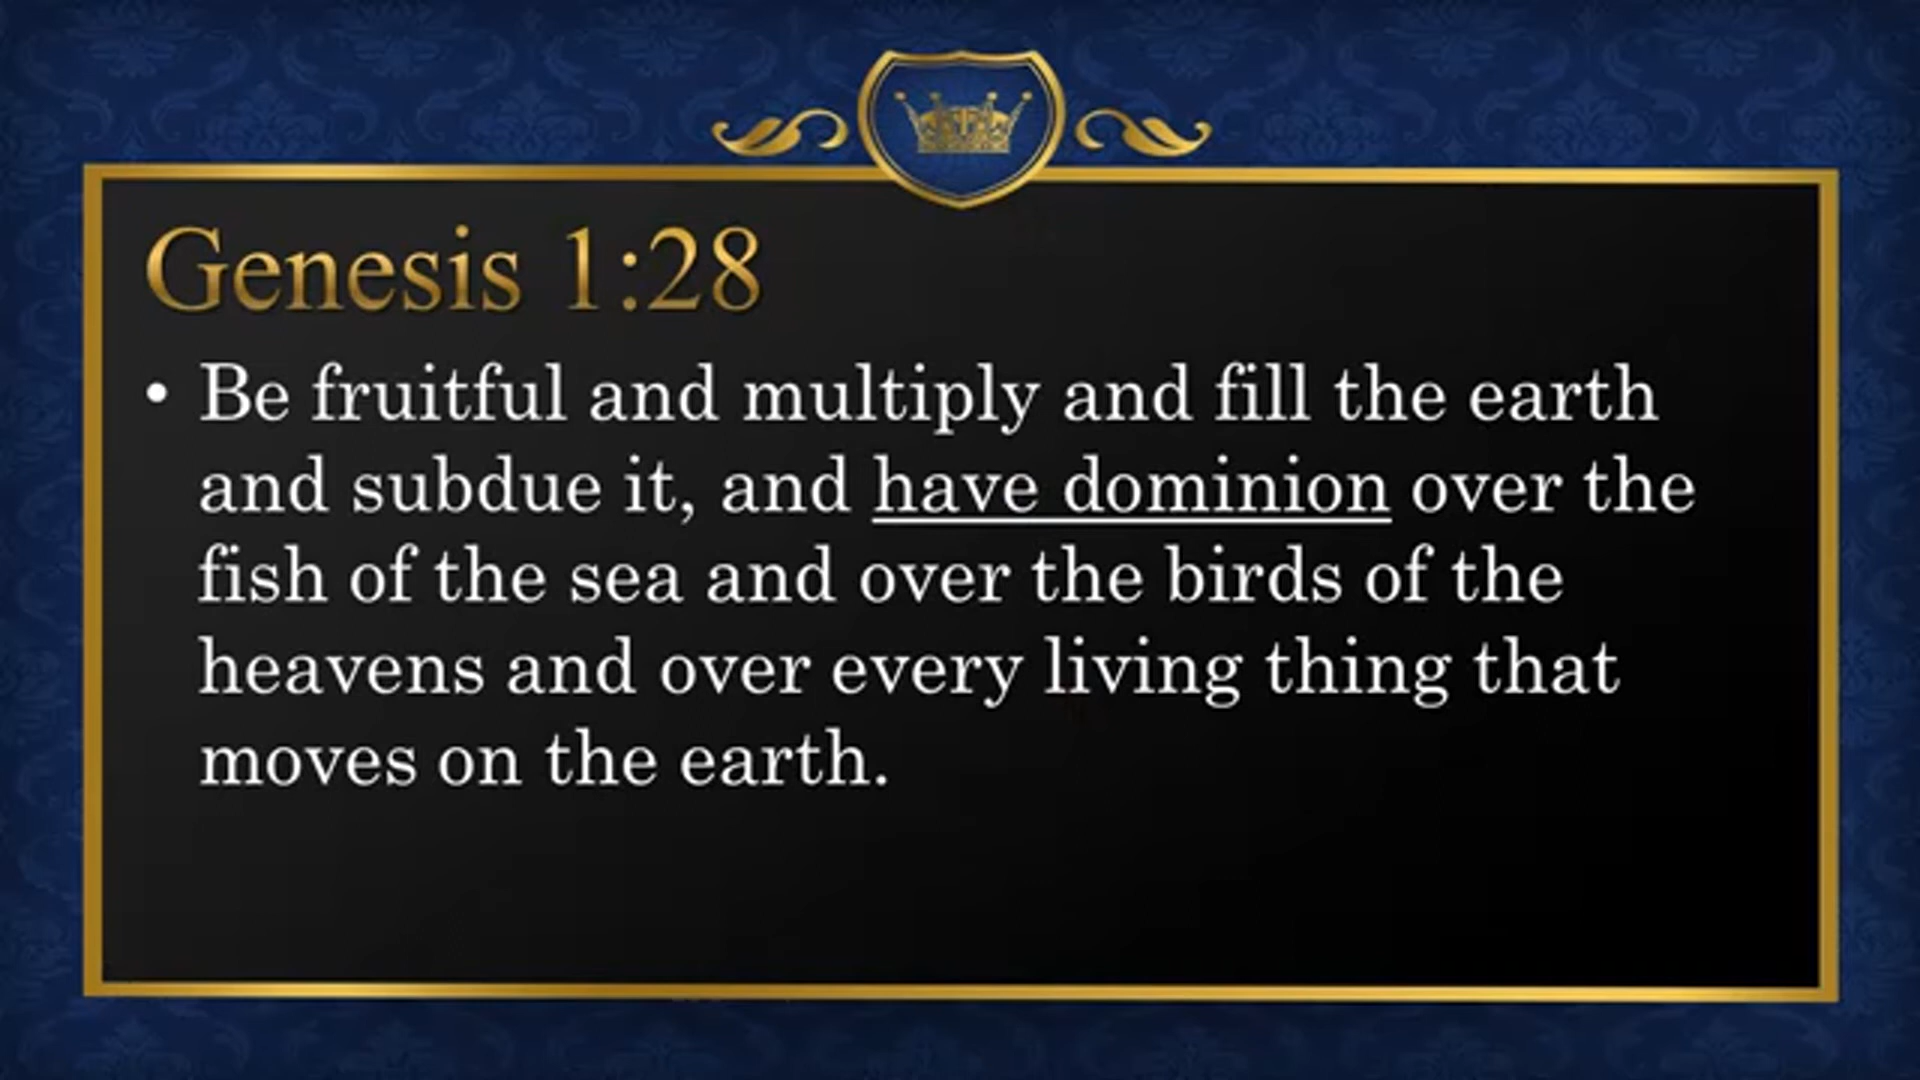 Genesis 1:28
• Be fruitful and multiply and fill the earth
and subdue it, and have dominion over the
fish of the sea and over the birds of the
heavens and over every living thing that
moves on the earth.